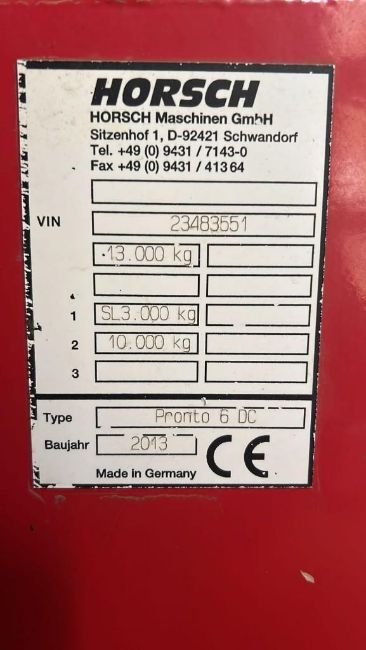 HORSCH
HORSCH Maschinen GmbH
Sitzenhof 1, D-92421 Schwandorf
Tel. +49 (0) 9431 / 7143-0
Fax +49 (0) 9431 / 41364
VIN 23483551
13.000 kg
1 SL3.000 kg
2 10.000 kg
3
Type Pronto 6 DC
Baujahr 2013 CE
Made in Germany